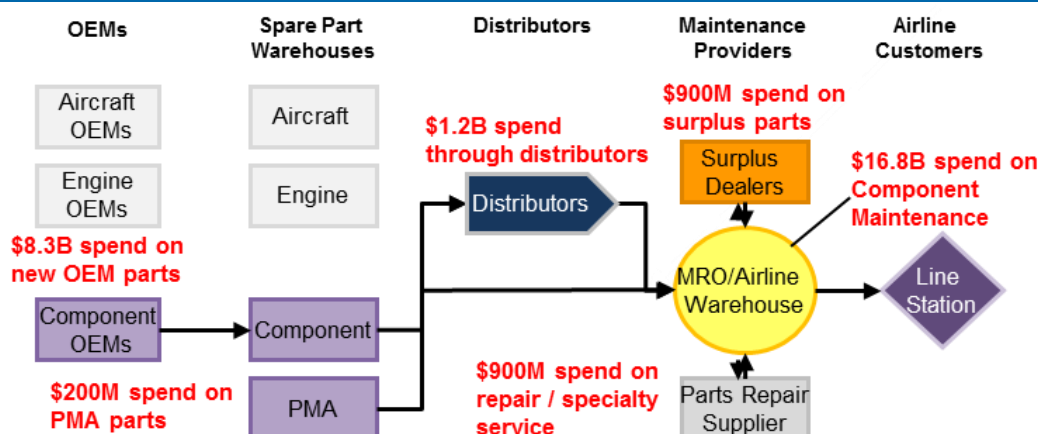 OEMs
Spare Part
Warehouses
Distributors
Maintenance
Providers
Airline
Customers
Aircraft
OEMs
Aircraft
$900M spend on
surplus parts
$1.2B spend
through distributors
Surplus
Dealers
$16.8B spend on
Component
Maintenance
Engine
OEMs
Engine
Distributors
$8.3B spend on
new OEM parts
MRO/Airline
Warehouse
Line
Station
Component
OEMs
Component
$200M spend on
PMA parts
PMA
$900M spend on
repair / specialty
service
Parts Repair
Supplier